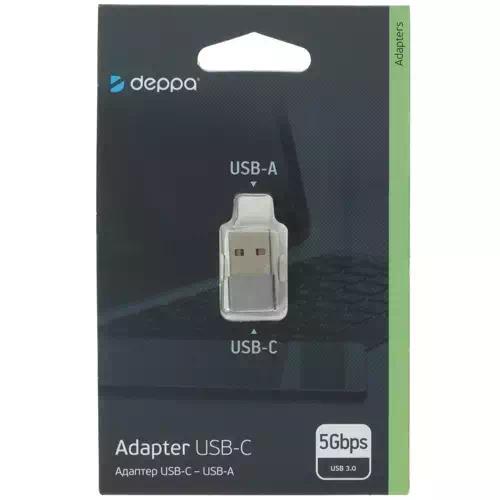 deppa
Adapters
USB-A
USB-C
Adapter USB-C
Адаптер USB-C – USB-A
5Gbps
USB 3.0